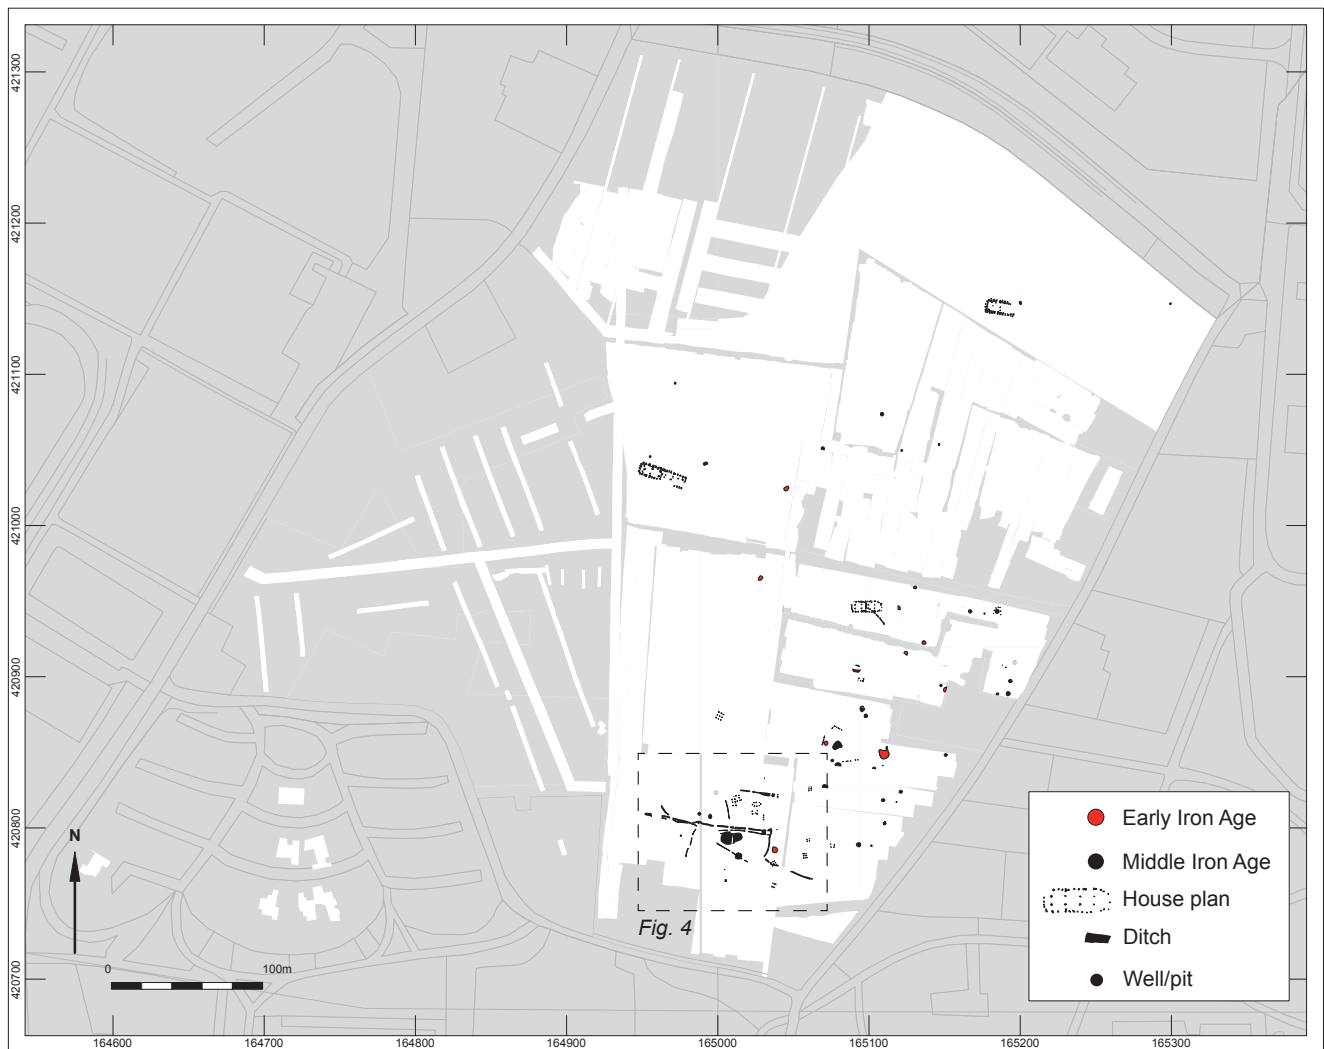 421300
421200
421100
421000
420900
420800
420700
N
0 100m
Fig. 4
Early Iron Age
Middle Iron Age
House plan
Ditch
Well/pit
164600 164700 164800 164900 165000 165100 165200 165300